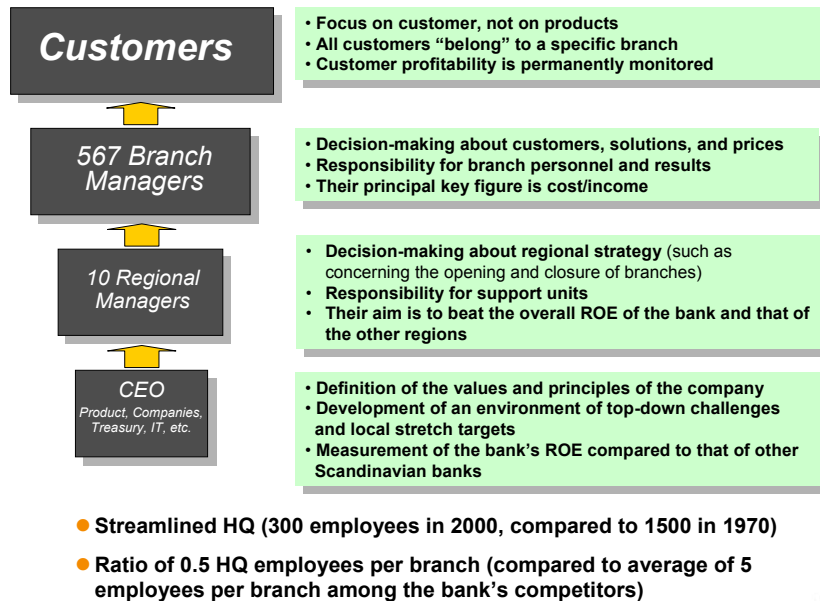 Customers
• Focus on customer, not on products
• All customers “belong” to a specific branch
• Customer profitability is permanently monitored
567 Branch
Managers
• Decision-making about customers, solutions, and prices
• Responsibility for branch personnel and results
• Their principal key figure is cost/income
10 Regional
Managers
• Decision-making about regional strategy (such as
concerning the opening and closure of branches)
• Responsibility for support units
• Their aim is to beat the overall ROE of the bank and that of
the other regions
CEO
Product, Companies,
Treasury, IT, etc.
• Definition of the values and principles of the company
• Development of an environment of top-down challenges
and local stretch targets
• Measurement of the bank’s ROE compared to that of other
Scandinavian banks
• Streamlined HQ (300 employees in 2000, compared to 1500 in 1970)
• Ratio of 0.5 HQ employees per branch (compared to average of 5
employees per branch among the bank’s competitors)